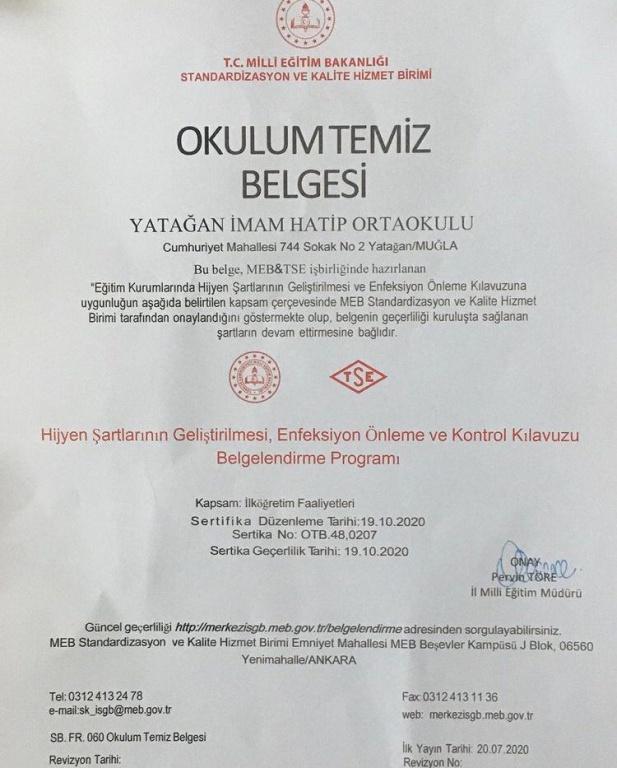 T.C. MİLLİ EĞİTİM BAKANLIĞI
STANDARDİZASYON VE KALİTE HİZMET BİRİMİ
OKULUM TEMİZ
BELGESİ
YATAĞAN İMAM HATİP ORTAOKULU
Cumhuriyet Mahallesi 744 Sokak No 2 Yatağan/MUĞLA
Bu belge, MEB&TSE işbirliğinde hazırlanan
"Eğitim Kurumlarında Hijyen Şartlarının Geliştirilmesi ve Enfeksiyon Önleme Kılavuzuna
uygunluğun aşağıda belirtilen kapsam çerçevesinde MEB Standardizasyon ve Kalite Hizmet
Birimi tarafından onaylandığını göstermekte olup, belgenin geçerliliği kuruluşta sağlanan
şartların devam ettirmesine bağlıdır.
TSE
Hijyen Şartlarının Geliştirilmesi, Enfeksiyon Önleme ve Kontrol Kılavuzu
Belgelendirme Programı
Kapsam: İlköğretim Faaliyetleri
Sertifika Düzenleme Tarihi:19.10.2020
Sertika No: OTB.48,0207
Sertika Geçerlilik Tarihi: 19.10.2020
ONAY
Pervin TÖRE
İl Milli Eğitim Müdürü
Güncel geçerliliği http://merkezisgb.meb.gov.tr/belgelendirme adresinden sorgulayabilirsiniz.
MEB Standardizasyon ve Kalite Hizmet Birimi Emniyet Mahallesi MEB Beşevler Kampüsü J Blok, 06560
Yenimahalle/ANKARA
Tel: 0312 413 24 78
e-mail:sk_isgb@meb.gov.tr
Fax: 0312 413 11 36
web: merkezisgb.meb.gov.tr
SB. FR. 060 Okulum Temiz Belgesi
Revizyon Tarihi:
İlk Yayın Tarihi: 20.07.2020
Revizyon No: